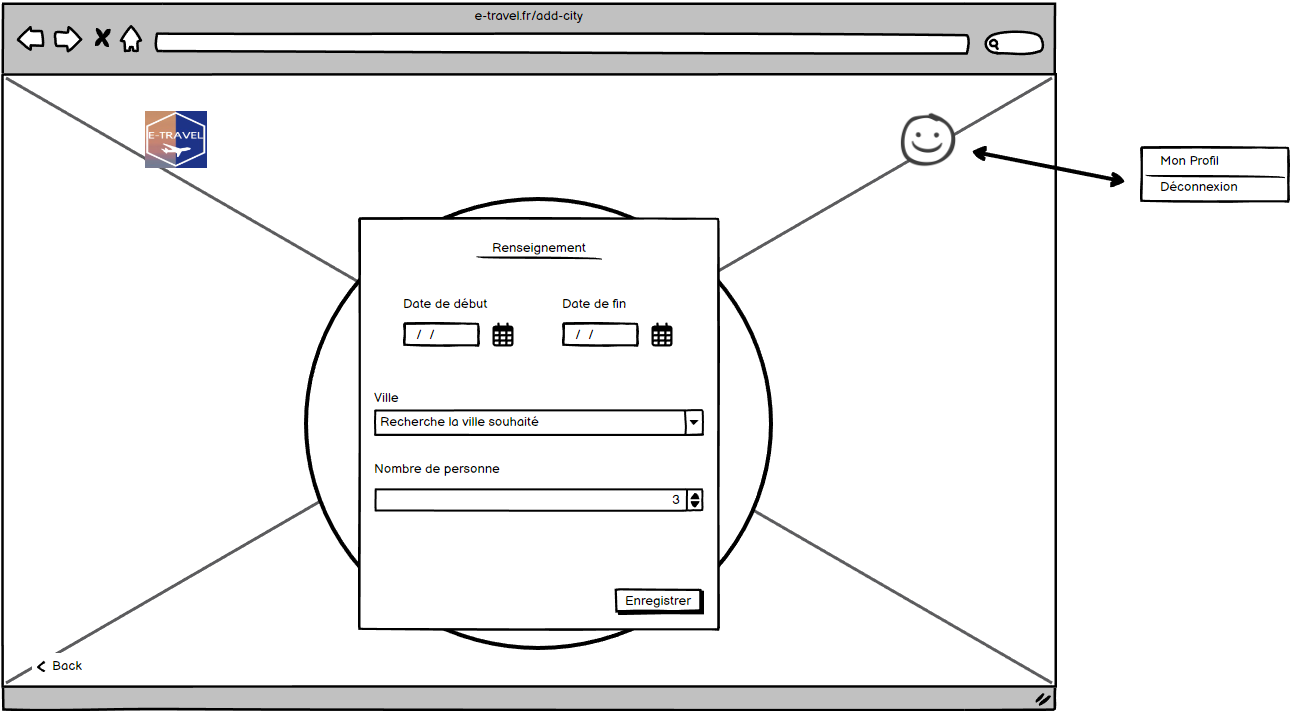 e-travel.fr/add-city
E-TRAVEL
Mon Profil
Déconnexion
Renseignement
Date de début
Date de fin
/ /
/ /
Ville
Recherche la ville souhaité
Nombre de personne
3
Enregistrer
Back